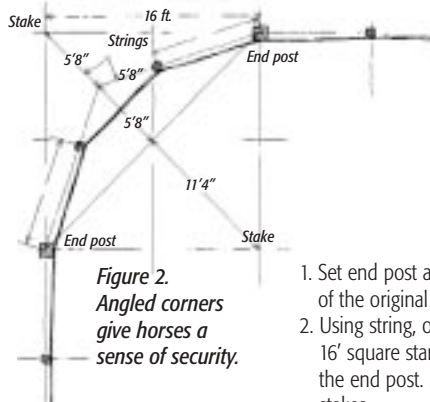 16 ft.
Stake
Strings
5'8"
5'8"
End post
5'8"
11'4"
End post
Stake
Figure 2.
Angled corners
give horses a
sense of security.
1. Set end post a
of the original
2. Using string, o
16' square star
the end post.
stakes